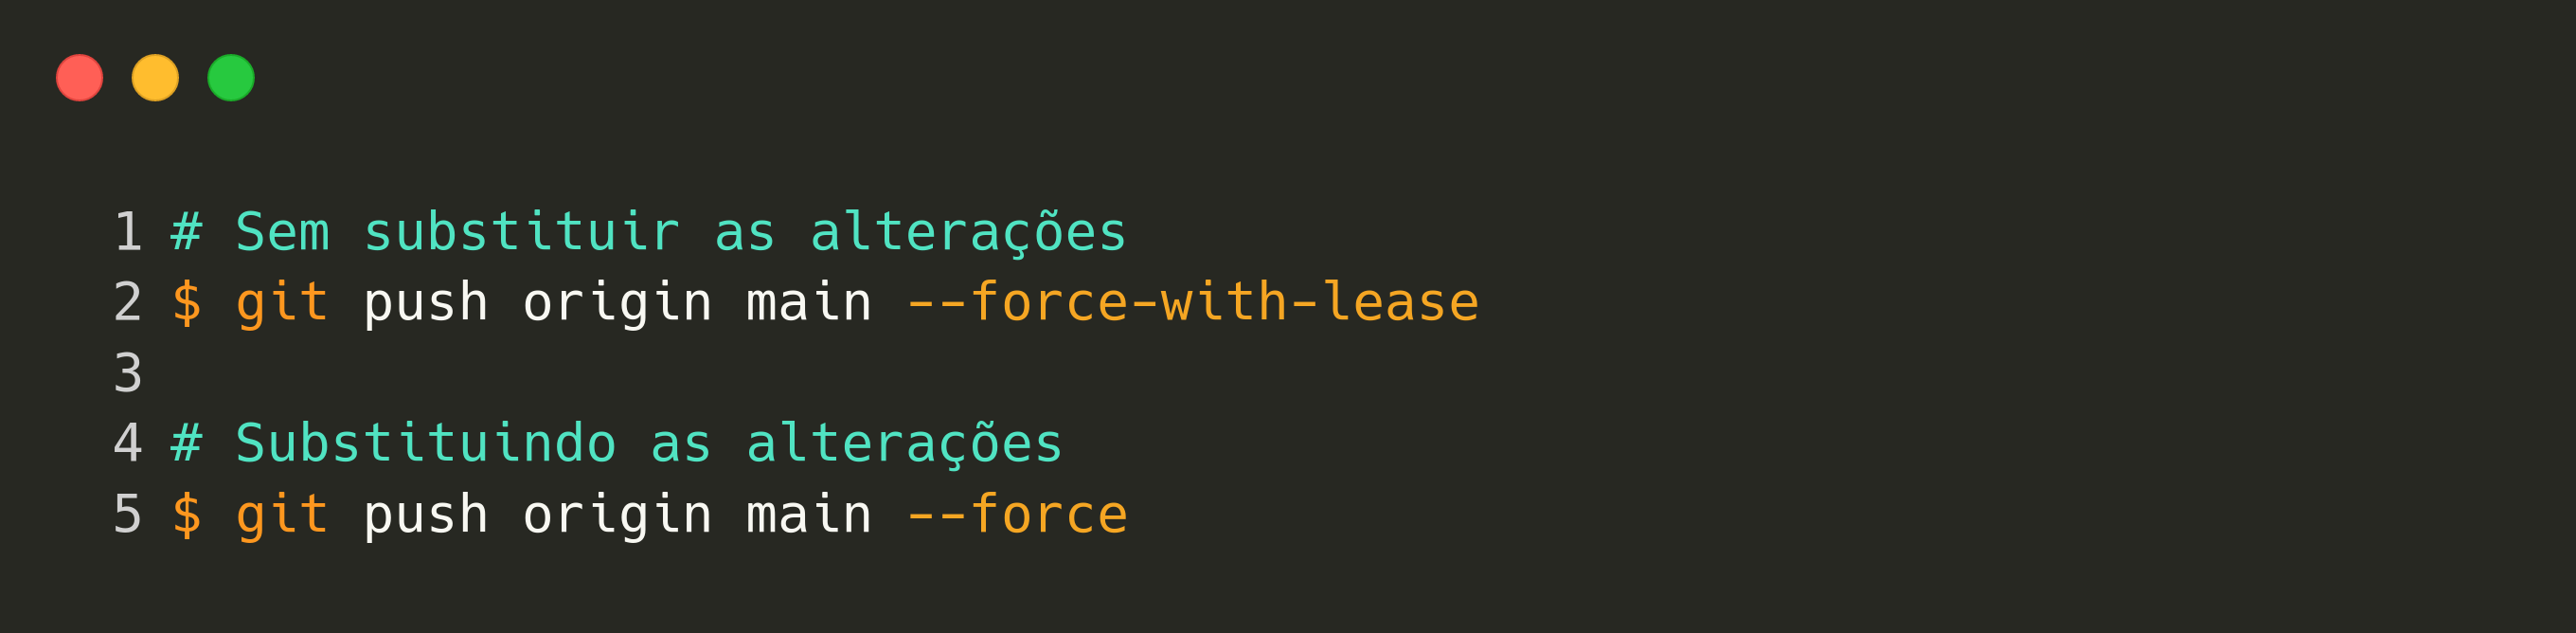 1 # Sem substituir as alterações
2 $ git push origin main --force-with-lease
3
4 # Substituindo as alterações
5 $ git push origin main --force